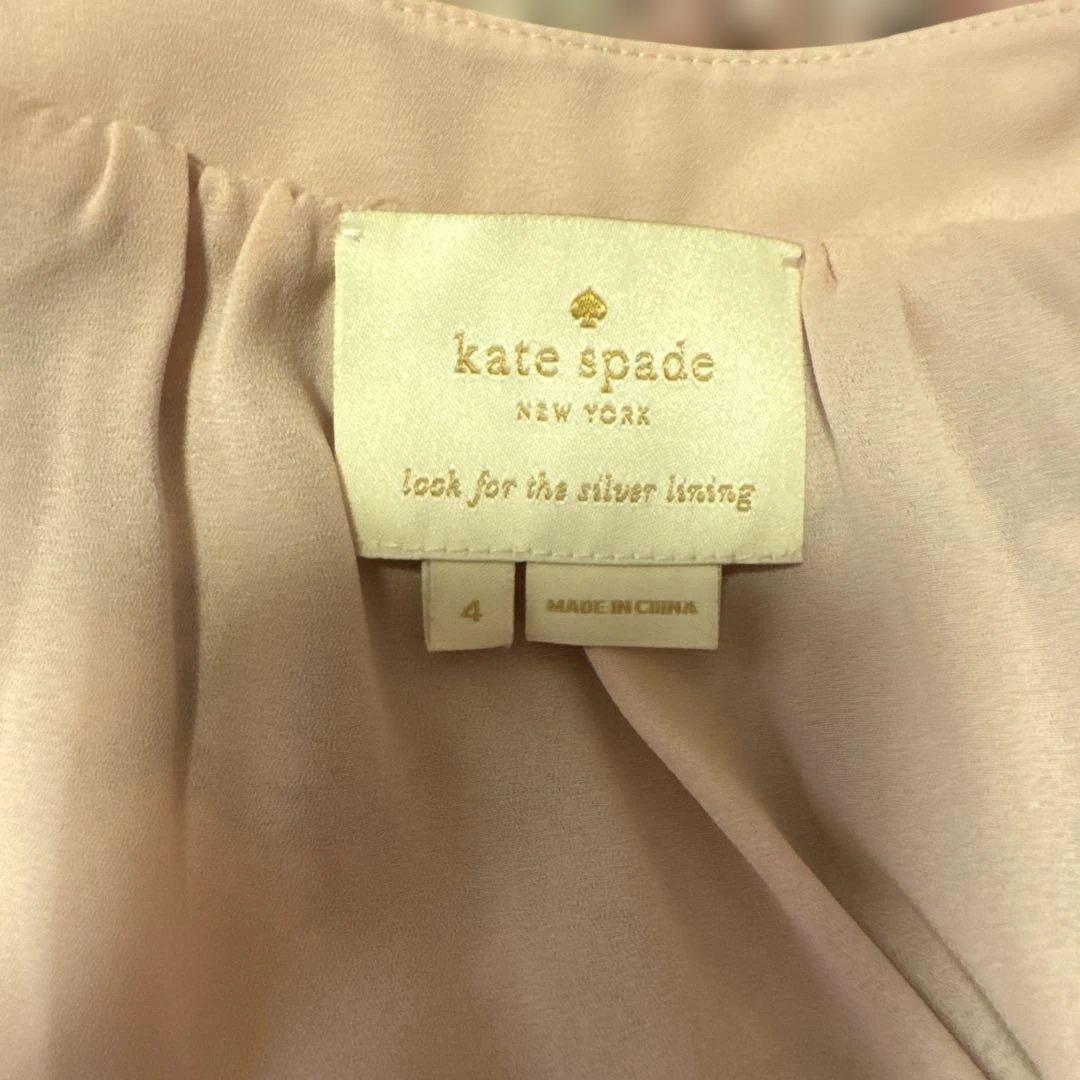 kate spade
NEW YORK
look for the silver lining
4
MADE IN CHINA